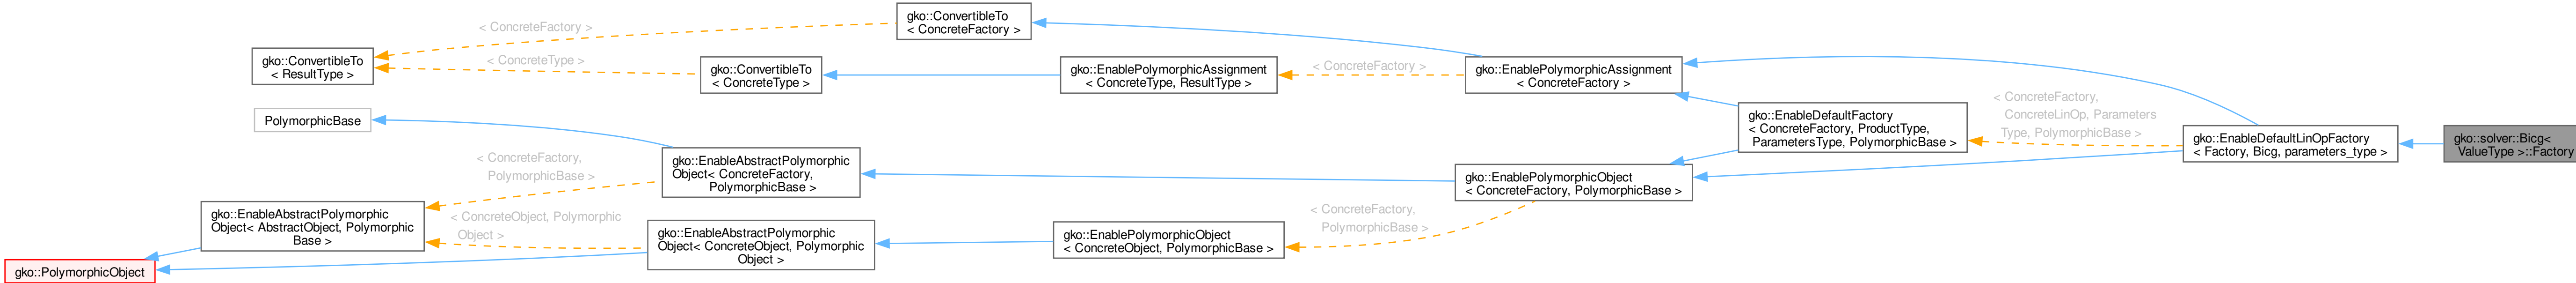 gko::ConvertibleTo
< ConcreteFactory >
< ConcreteFactory >
gko::ConvertibleTo
< ResultType >
< ConcreteType >
gko::ConvertibleTo
< ConcreteType >
gko::EnablePolymorphicAssignment
< ConcreteType, ResultType >
< ConcreteFactory >
gko::EnablePolymorphicAssignment
< ConcreteFactory >
PolymorphicBase
gko::EnableDefaultFactory
< ConcreteFactory, ProductType,
ParametersType, PolymorphicBase >
< ConcreteFactory,
ConcreteLinOp, Parameters
Type, PolymorphicBase >
gko::EnableDefaultLinOpFactory
< Factory, Bicg, parameters_type >
gko::solver::Bicg<
ValueType >::Factory
< ConcreteFactory,
PolymorphicBase >
gko::EnableAbstractPolymorphic
Object< ConcreteFactory,
PolymorphicBase >
gko::EnablePolymorphicObject
< ConcreteFactory, PolymorphicBase >
gko::EnableAbstractPolymorphic
Object< AbstractObject, Polymorphic
Base >
< ConcreteObject, Polymorphic
Object >
gko::EnableAbstractPolymorphic
Object< ConcreteObject, Polymorphic
Object >
gko::EnablePolymorphicObject
< ConcreteObject, PolymorphicBase >
< ConcreteFactory,
PolymorphicBase >
gko::PolymorphicObject